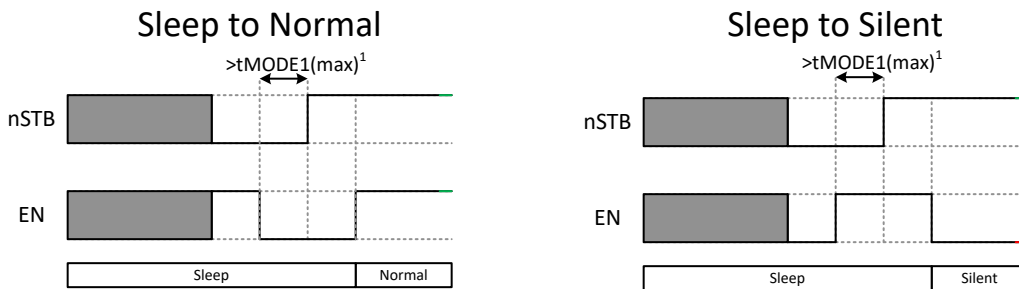 Sleep to Normal
>tMODE1(max)1
nSTB
EN
Sleep Normal
Sleep to Silent
>tMODE1(max)1
nSTB
EN
Sleep Silent